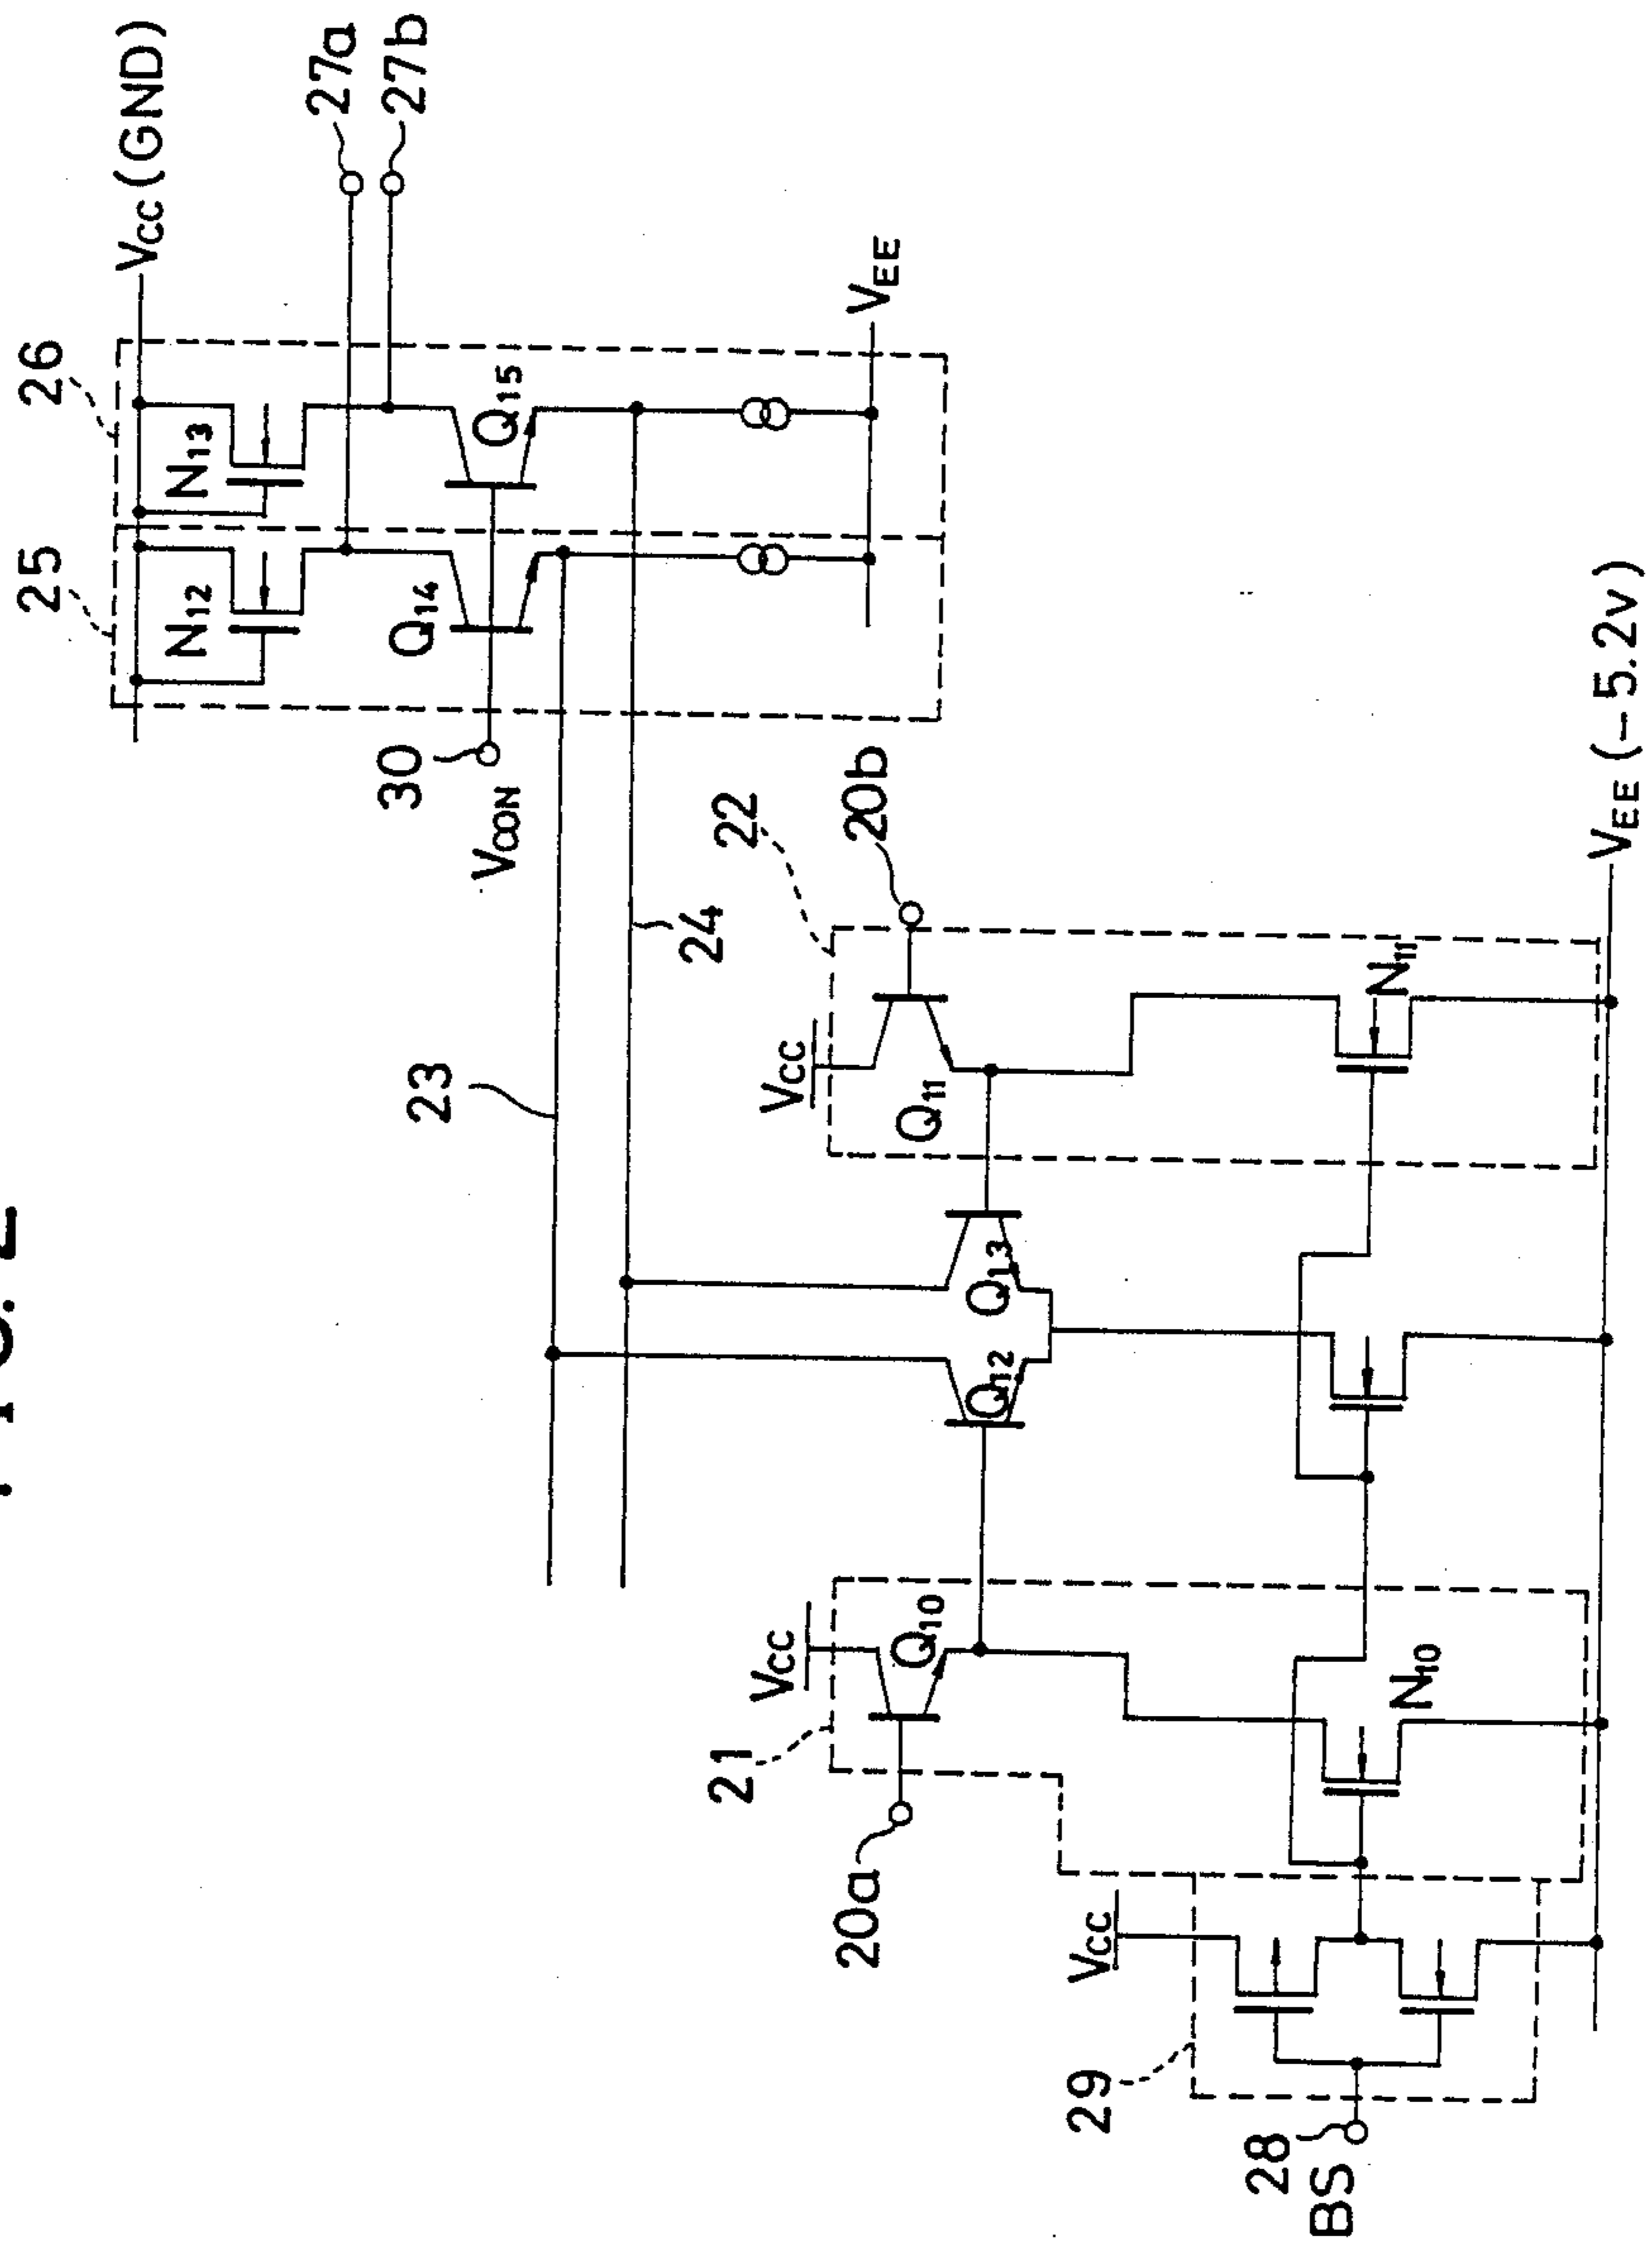 26
25
VCC (GND)
N13
N12
27a
27b
Q15
Q14
30
VCON
VEE
23
24
22
20b
VCC
Q11
N11
Q13
Q12
VCC
Q10
21
20a
N10
VCC
29
28
BS
VEE (-5.2V)